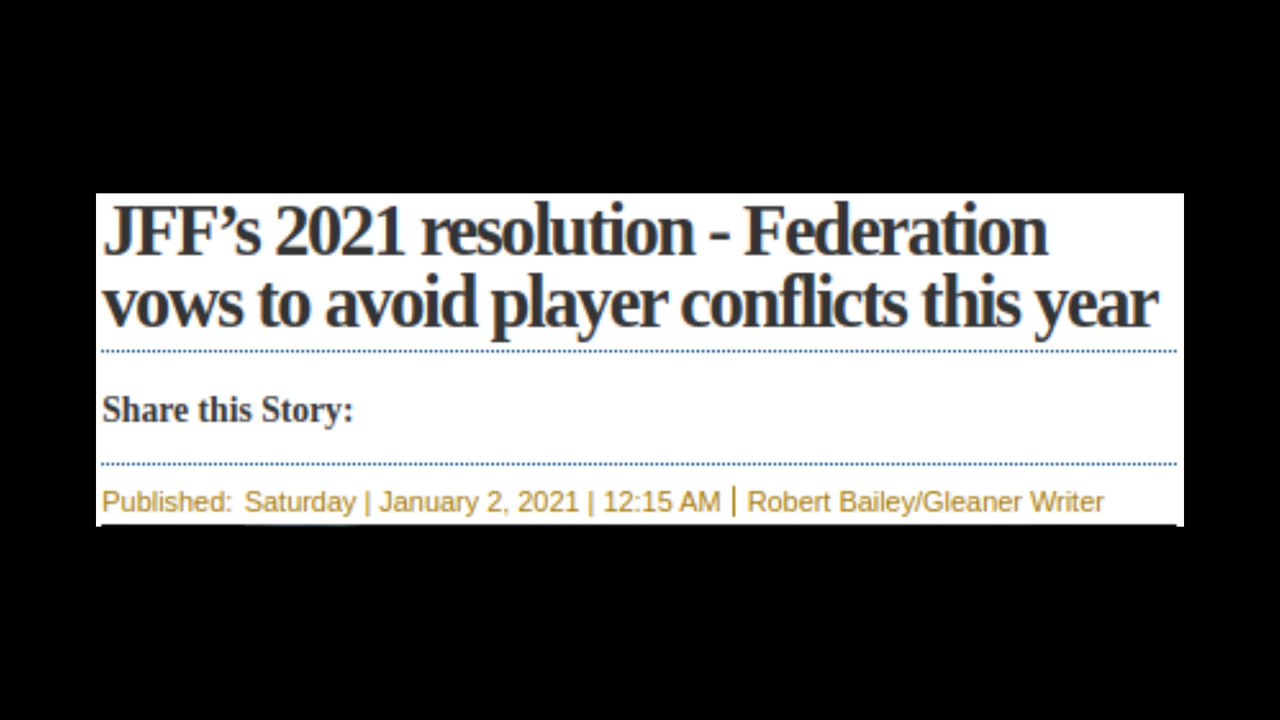 JFF’s 2021 resolution - Federation
vows to avoid player conflicts this year
Share this Story:
Published: Saturday | January 2, 2021 | 12:15 AM | Robert Bailey/Gleaner Writer